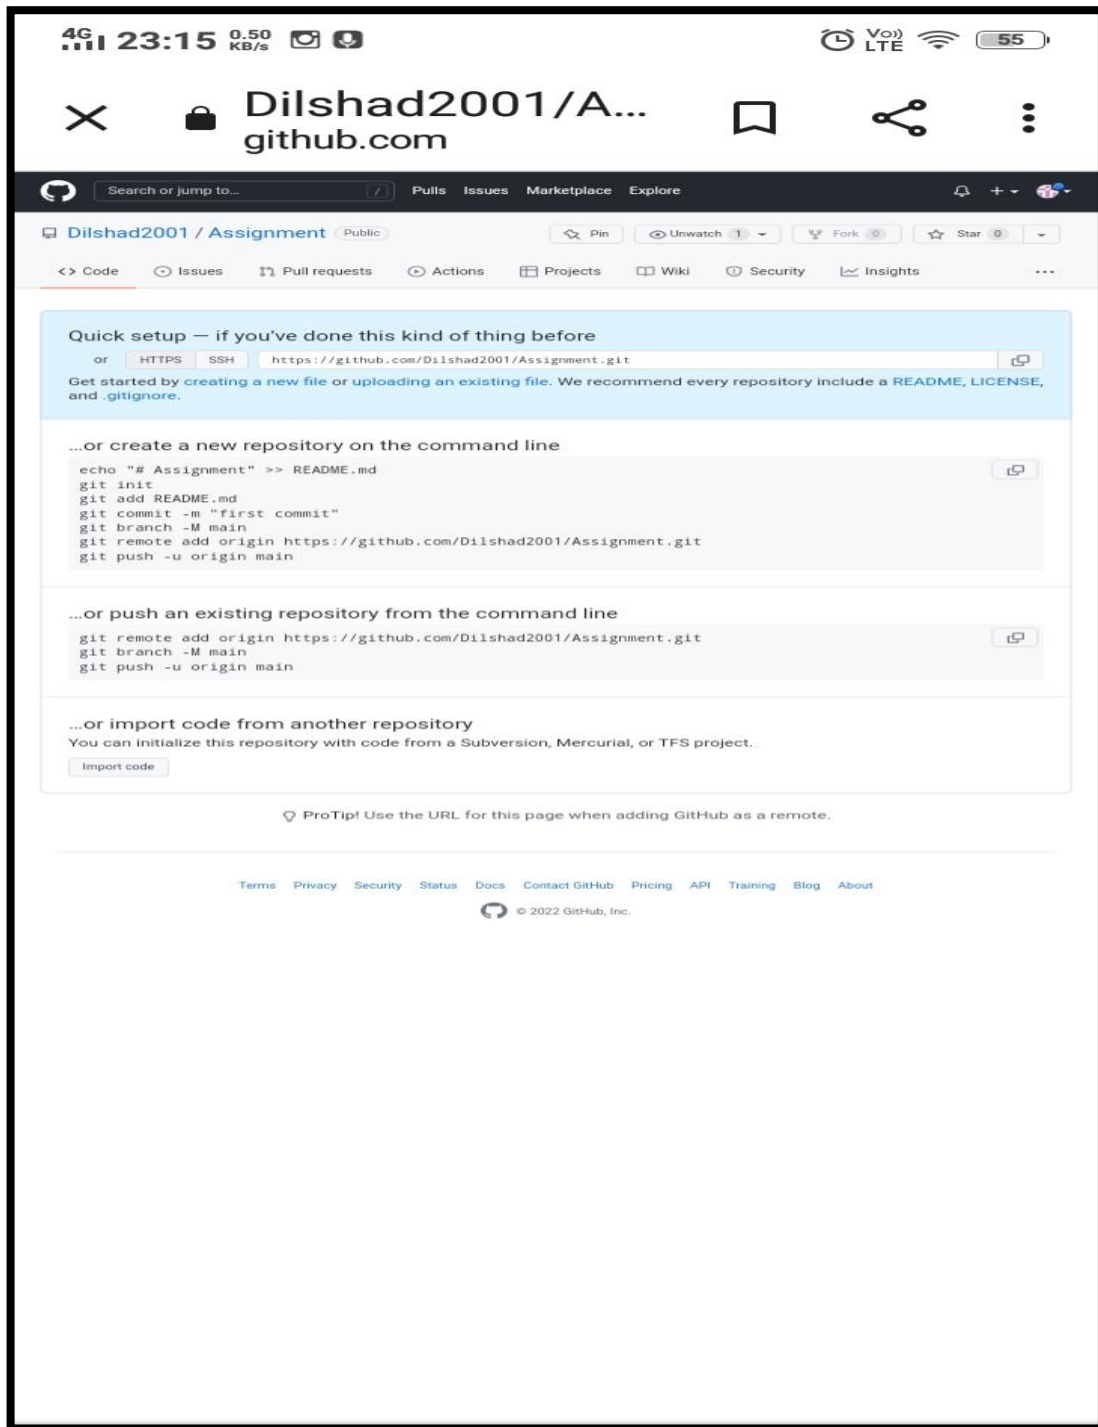 4G 23:15 0.50 KB/s VoLTE 55
Dilshad2001/A...
github.com
Search or jump to... / Pulls Issues Marketplace Explore
Dilshad2001 / Assignment Public Pin Unwatch 1 Fork 0 Star 0
<> Code Issues Pull requests Actions Projects Wiki Security Insights ...
Quick setup — if you've done this kind of thing before
or HTTPS SSH https://github.com/Dilshad2001/Assignment.git
Get started by creating a new file or uploading an existing file. We recommend every repository include a README, LICENSE,
and .gitignore.
...or create a new repository on the command line
echo "# Assignment" >> README.md
git init
git add README.md
git commit -m "first commit"
git branch -M main
git remote add origin https://github.com/Dilshad2001/Assignment.git
git push -u origin main
...or push an existing repository from the command line
git remote add origin https://github.com/Dilshad2001/Assignment.git
git branch -M main
git push -u origin main
...or import code from another repository
You can initialize this repository with code from a Subversion, Mercurial, or TFS project.
Import code
ProTip! Use the URL for this page when adding GitHub as a remote.
Terms Privacy Security Status Docs Contact GitHub Pricing API Training Blog About
© 2022 GitHub, Inc.